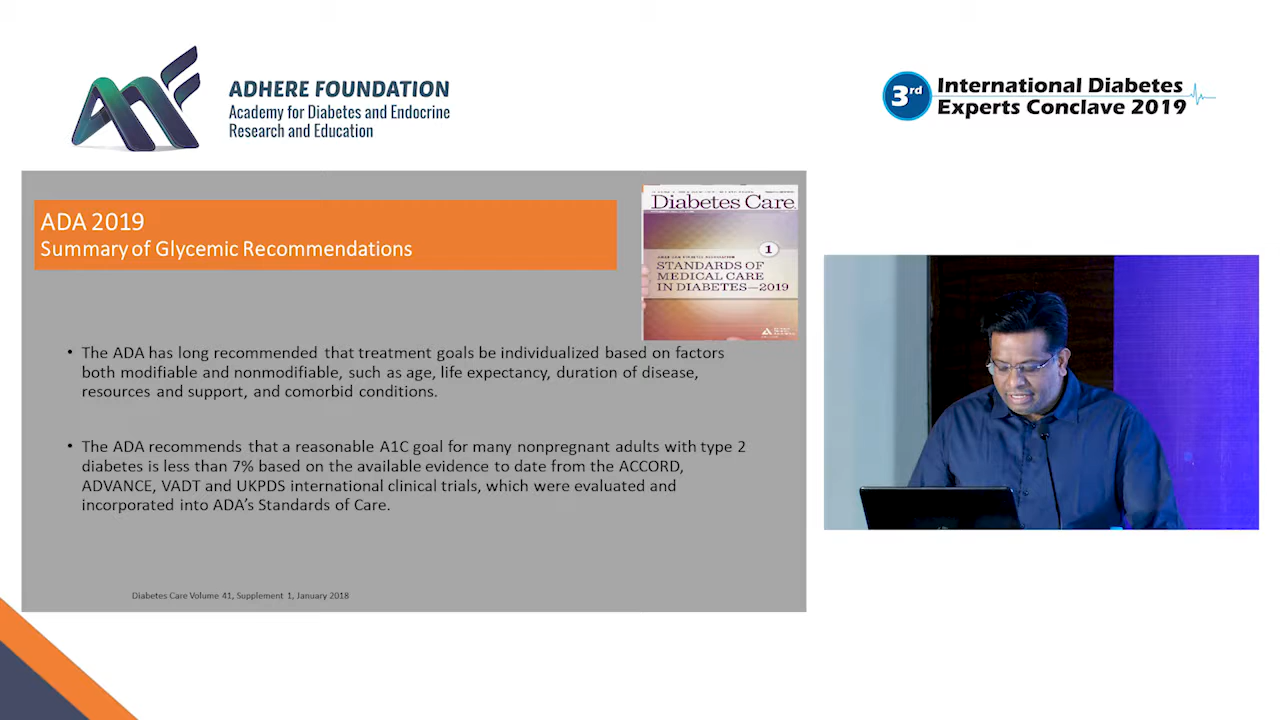 ADHERE FOUNDATION
Academy for Diabetes and Endocrine
Research and Education
3rd
International Diabetes
Experts Conclave 2019
ADA 2019
Summary of Glycemic Recommendations
Diabetes Care
1
STANDARDS OF
MEDICAL CARE
IN DIABETES—2019
• The ADA has long recommended that treatment goals be individualized based on factors
both modifiable and nonmodifiable, such as age, life expectancy, duration of disease,
resources and support, and comorbid conditions.
• The ADA recommends that a reasonable A1C goal for many nonpregnant adults with type 2
diabetes is less than 7% based on the available evidence to date from the ACCORD,
ADVANCE, VADT and UKPDS international clinical trials, which were evaluated and
incorporated into ADA’s Standards of Care.
Diabetes Care Volume 41, Supplement 1, January 2018